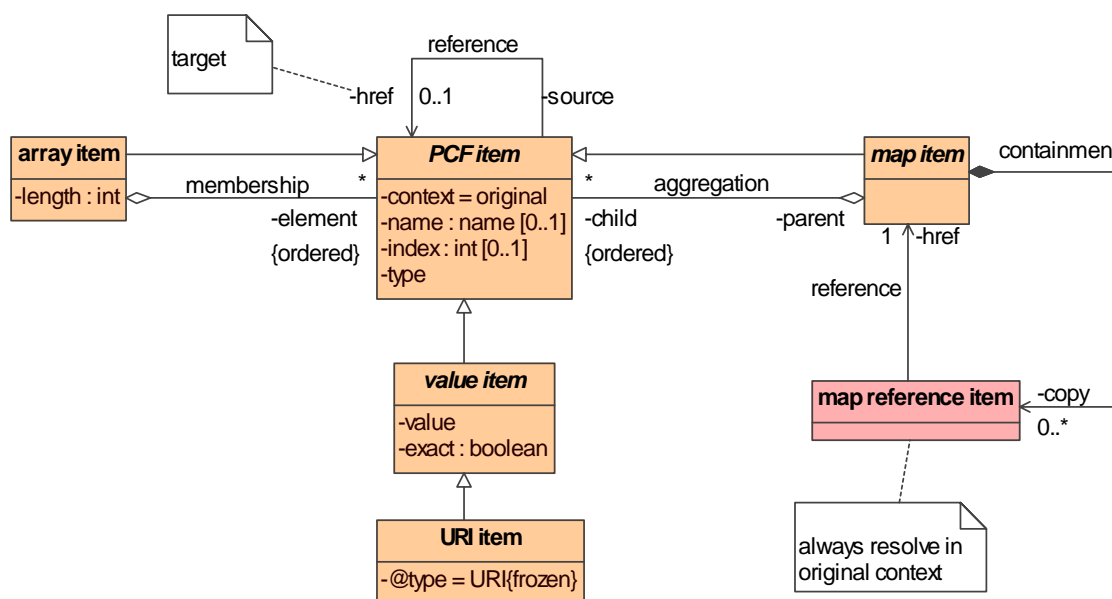 reference
target
-href
0..1
-source
array item
-length : int
membership
*
-element
{ordered}
PCF item
-context = original
-name : name [0..1]
-index : int [0..1]
-type
*
aggregation
-child
{ordered}
-parent
map item
containmen
1
-href
reference
value item
-value
-exact : boolean
map reference item
-copy
0..*
URI item
-@type = URI{frozen}
always resolve in
original context